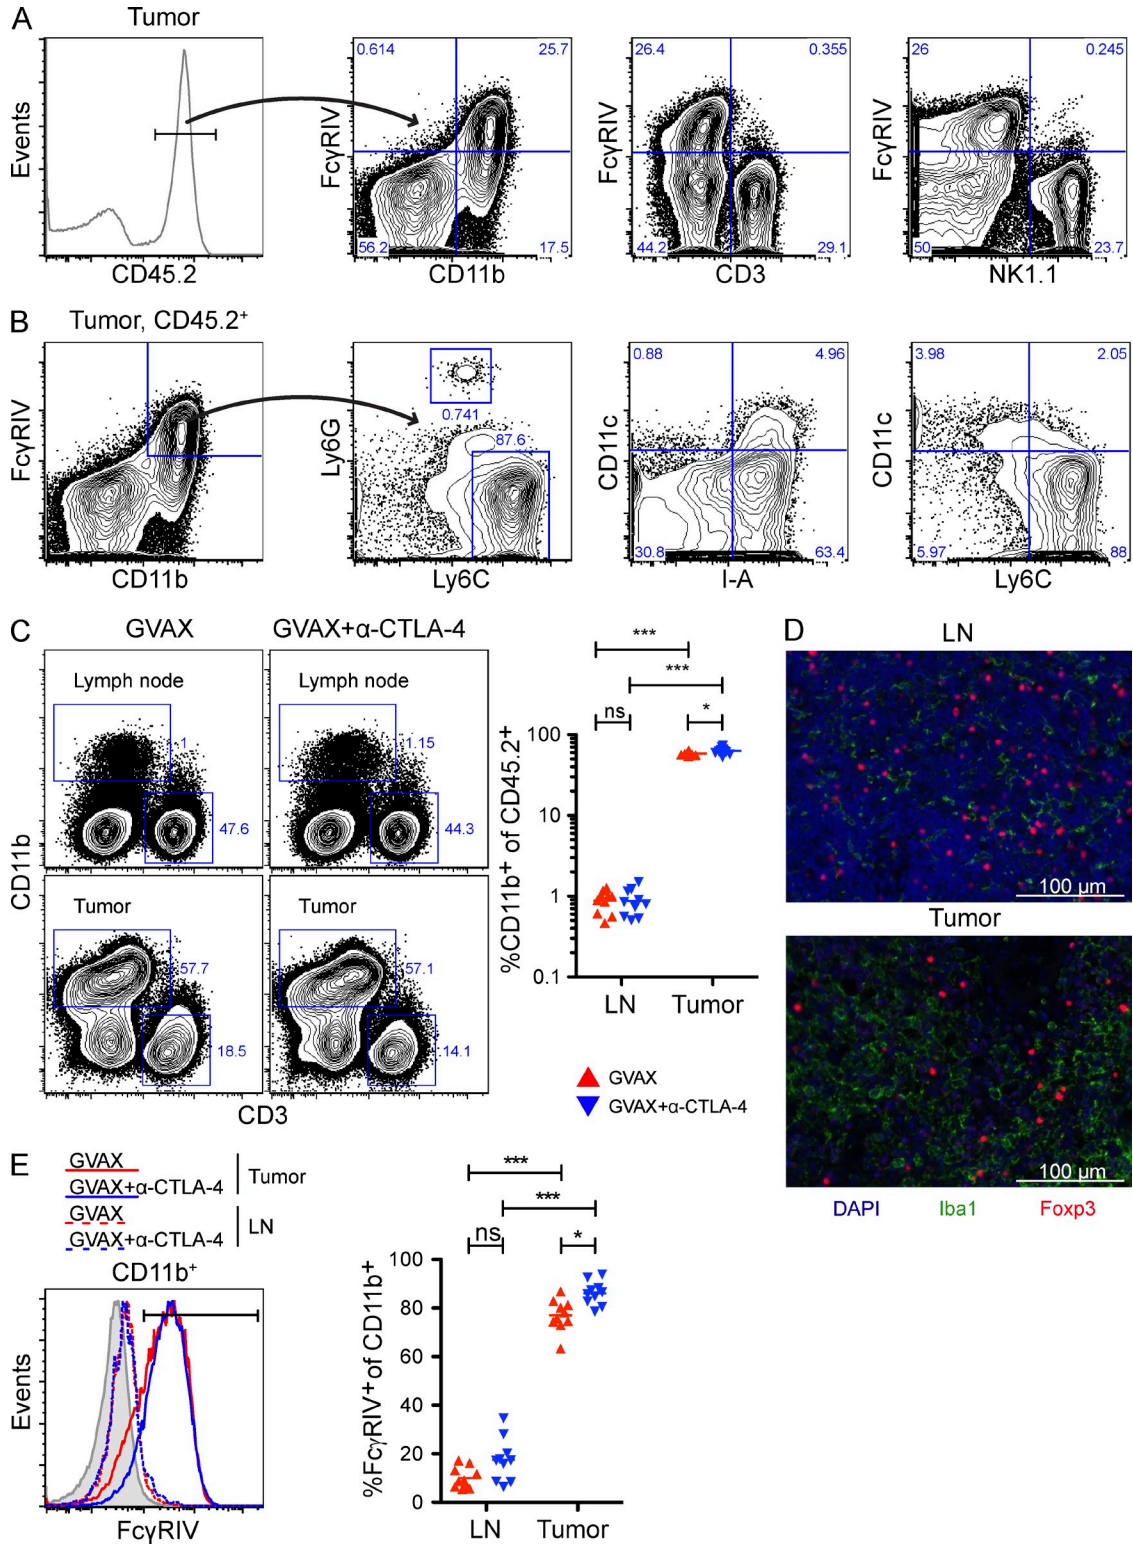 A
Tumor
Events
CD45.2
FcγRIV
0.614
25.7
56.2
17.5
CD11b
FcγRIV
26.4
0.355
44.2
29.1
CD3
FcγRIV
26
0.245
50
23.7
NK1.1
B
Tumor, CD45.2+
FcγRIV
CD11b
Ly6G
0.741
87.6
Ly6C
CD11c
0.88
4.96
30.8
63.4
I-A
CD11c
3.98
2.05
5.97
88
Ly6C
C
GVAX
GVAX+α-CTLA-4
Lymph node
1
47.6
Lymph node
1.15
44.3
Tumor
57.7
18.5
Tumor
57.1
14.1
CD11b
CD3
***
***
ns
*
%CD11b+ of CD45.2+
100
10
1
0.1
LN
Tumor
GVAX
GVAX+α-CTLA-4
D
LN
100 µm
Tumor
100 µm
DAPI
Iba1
Foxp3
E
GVAX
GVAX+α-CTLA-4
Tumor
GVAX
GVAX+α-CTLA-4
LN
CD11b+
Events
FcγRIV
***
***
ns
*
%FcγRIV+ of CD11b+
100
80
60
40
20
0
LN
Tumor